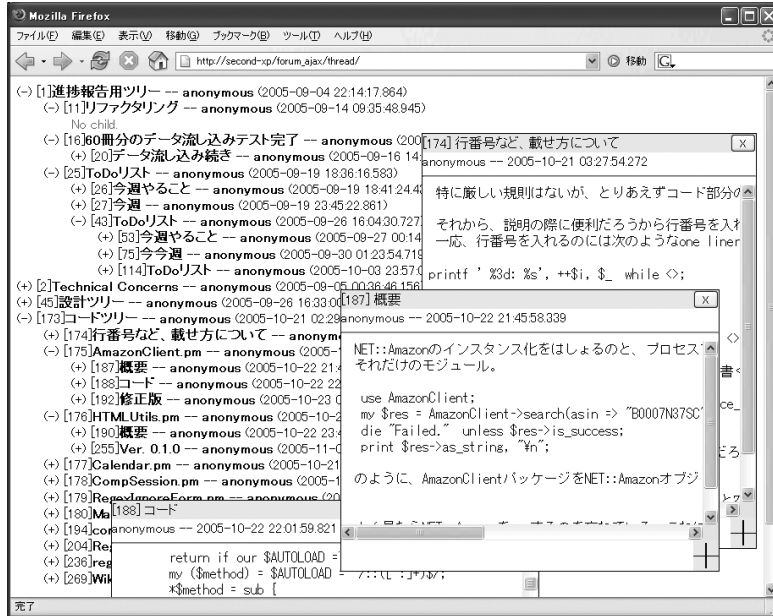 Mozilla Firefox
ファイル(F) 編集(E) 表示(V) 移動(G) ブックマーク(B) ツール(T) ヘルプ(H)
http://second-xp/forum_ajax/thread/ 移動 G
(-) [1]進捗報告用ツリー -- anonymous (2005-09-04 22:14:17.864)
(-) [11]リファクタリング -- anonymous (2005-09-14 09:35:48.945)
No child.
(-) [16]60冊分のデータ流し込みテスト完了 -- anonymous (200
(+) [20]データ流し込み続き -- anonymous (2005-09-16 14:
(-) [25]ToDoリスト -- anonymous (2005-09-19 18:36:16.583)
(+) [26]今週やること -- anonymous (2005-09-19 18:41:24.4
(+) [27]今週 -- anonymous (2005-09-19 23:45:22.861)
(-) [43]ToDoリスト -- anonymous (2005-09-26 16:04:30.727)
(+) [53]今週やること -- anonymous (2005-09-27 00:14
(+) [75]今今週 -- anonymous (2005-09-30 01:23:54.719
(+) [114]ToDoリスト -- anonymous (2005-10-03 23:57:0
(+) [2]Technical Concerns -- anonymous (2005-09-05 00:36:46.156)
(+) [45]設計ツリー -- anonymous (2005-09-26 16:33:00
(-) [173]コードツリー -- anonymous (2005-10-21 02:29
(+) [174]行番号など、載せ方について -- anonym
(-) [175]AmazonClient.pm -- anonymous (2005-1
(+) [187]概要 -- anonymous (2005-10-22 21:4
(+) [188]コード -- anonymous (2005-10-22 22
(+) [192]修正版 -- anonymous (2005-10-23 0
(-) [176]HTMLUtils.pm -- anonymous (2005-10-
(+) [190]概要 -- anonymous (2005-10-22 23:4
(+) [255]Ver. 0.1.0 -- anonymous (2005-11-0
(+) [177]Calendar.pm -- anonymous (2005-10-21
(+) [178]CompSession.pm -- anonymous (2005-1
(+) [179]RegexIgnoreForm.pm -- anonymous (20
(+) [180]Ma
(+) [194]cor
(+) [204]Re
(+) [236]reg
(+) [269]Wik
[174] 行番号など、載せ方について X
anonymous -- 2005-10-21 03:27:54.272
特に厳しい規則はないが、とりあえずコード部分の
それから、説明の際に便利だろうから行番号を入れ
一応、行番号を入れるのには次のようなone liner
printf ' %3d: %s', ++$i, $_ while <>;
<>
書く
ce_
だろ
[187] 概要 X
anonymous -- 2005-10-22 21:45:58.339
NET::Amazonのインスタンス化をはしょるのと、プロセス
それだけのモジュール。
use AmazonClient;
my $res = AmazonClient->search(asin => "B0007N37SC"
die "Failed." unless $res->is_success;
print $res->as_string, "¥n";
のように、AmazonClientパッケージをNET::Amazonオブジ
[188] コード
anonymous -- 2005-10-22 22:01:59.821
return if our $AUTOLOAD =
my ($method) = $AUTOLOAD =
*$method = sub {
完了